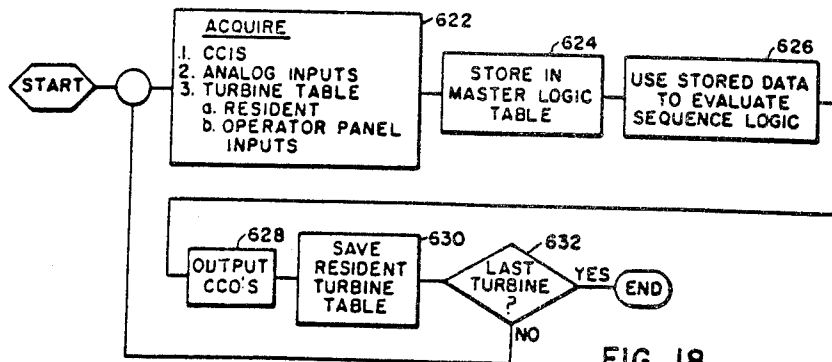 START
ACQUIRE
622
1. CCIS
2. ANALOG INPUTS
3. TURBINE TABLE
a. RESIDENT
b. OPERATOR PANEL
INPUTS
624
STORE IN
MASTER LOGIC
TABLE
626
USE STORED DATA
TO EVALUATE
SEQUENCE LOGIC
628
OUTPUT
CCO'S
630
SAVE
RESIDENT
TURBINE
TABLE
632
LAST
TURBINE
?
YES
END
NO
FIG. 18